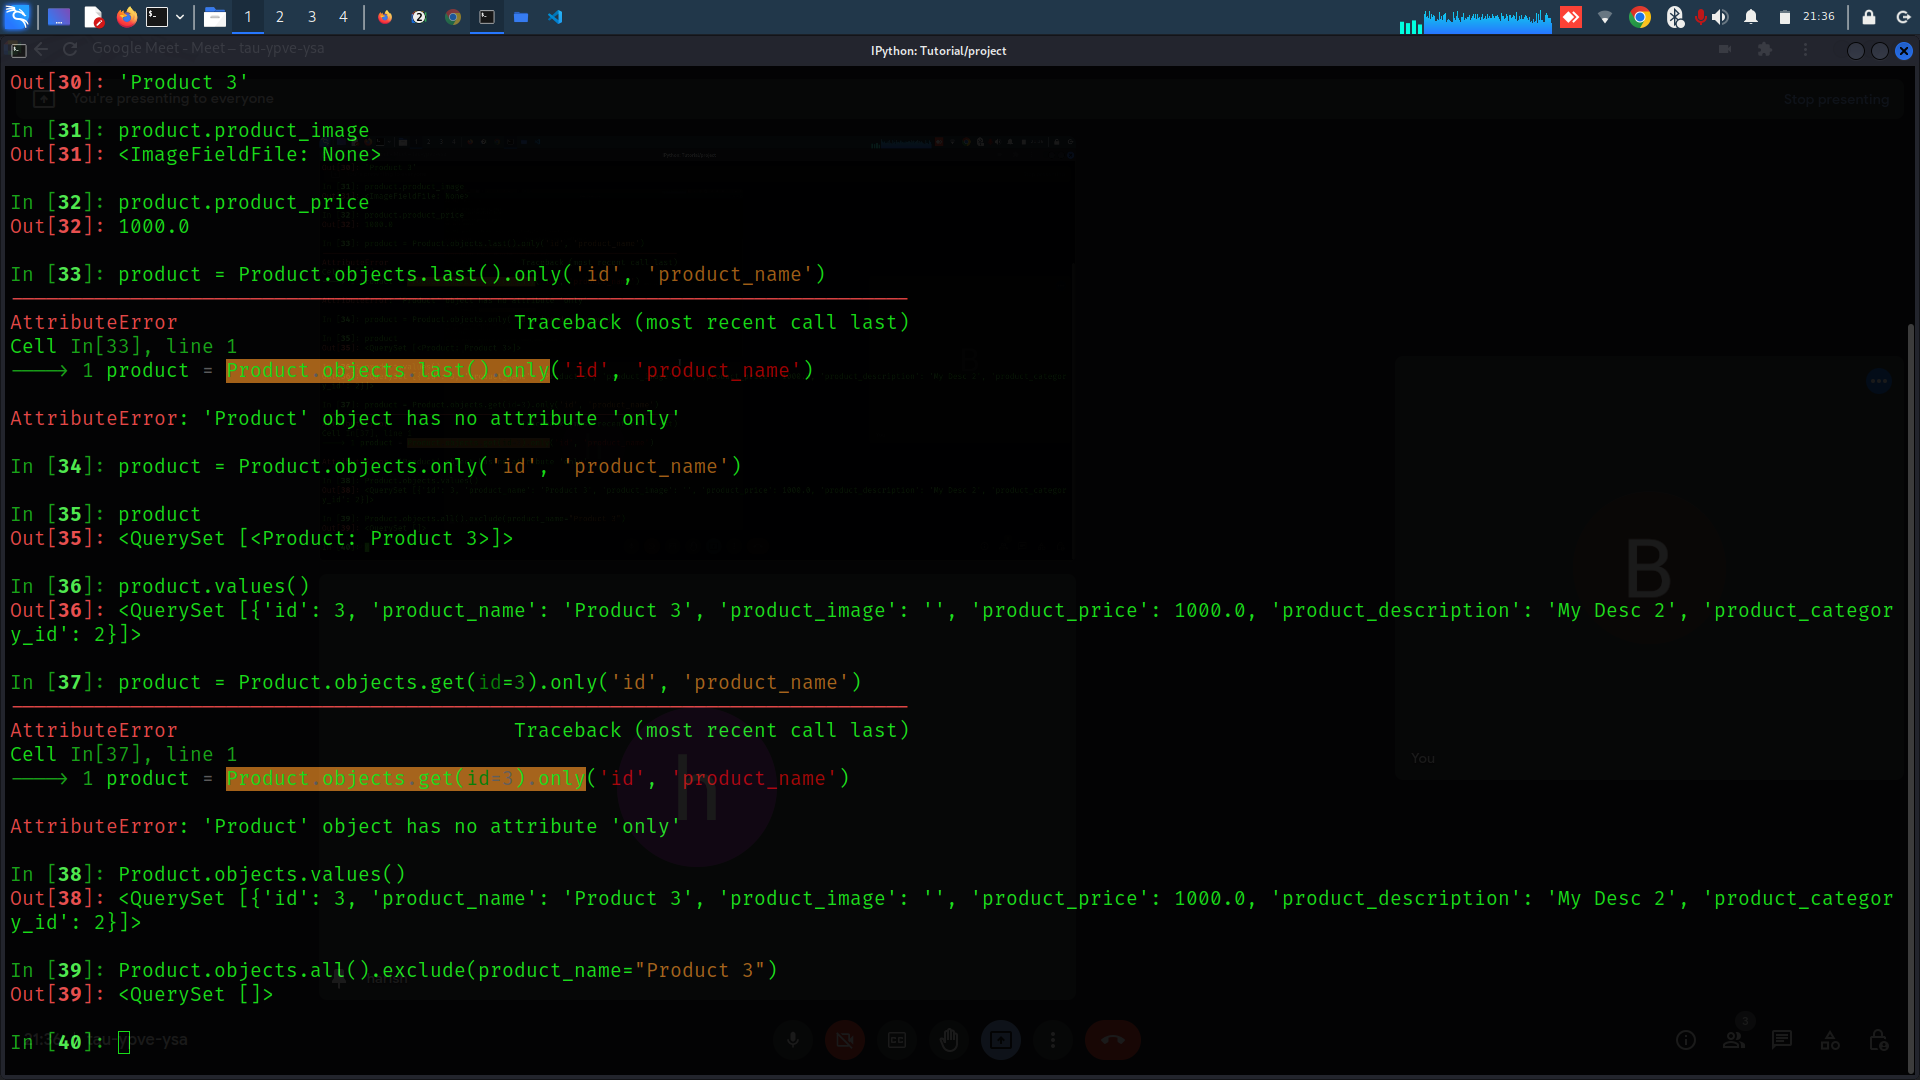 1 2 3 4 21:36
Google Meet - Meet – tau-ypve-ysa
IPython: Tutorial/project
Out[30]: 'Product 3'
You're presenting to everyone
Stop presenting
In [31]: product.product_image
Out[31]: <ImageFieldFile: None>
In [32]: product.product_price
Out[32]: 1000.0
In [33]: product = Product.objects.last().only('id', 'product_name')
AttributeError Traceback (most recent call last)
Cell In[33], line 1
----> 1 product = Product.objects.last().only('id', 'product_name')
AttributeError: 'Product' object has no attribute 'only'
In [34]: product = Product.objects.only('id', 'product_name')
In [35]: product
Out[35]: <QuerySet [<Product: Product 3>]>
In [36]: product.values()
Out[36]: <QuerySet [{'id': 3, 'product_name': 'Product 3', 'product_image': '', 'product_price': 1000.0, 'product_description': 'My Desc 2', 'product_categor
y_id': 2}]>
In [37]: product = Product.objects.get(id=3).only('id', 'product_name')
AttributeError Traceback (most recent call last)
Cell In[37], line 1
----> 1 product = Product.objects.get(id=3).only('id', 'product_name')
AttributeError: 'Product' object has no attribute 'only'
In [38]: Product.objects.values()
Out[38]: <QuerySet [{'id': 3, 'product_name': 'Product 3', 'product_image': '', 'product_price': 1000.0, 'product_description': 'My Desc 2', 'product_categor
y_id': 2}]>
In [39]: Product.objects.all().exclude(product_name="Product 3")
Out[39]: <QuerySet []>
In [40]:
B
You
h
tau-ypve-ysa
3